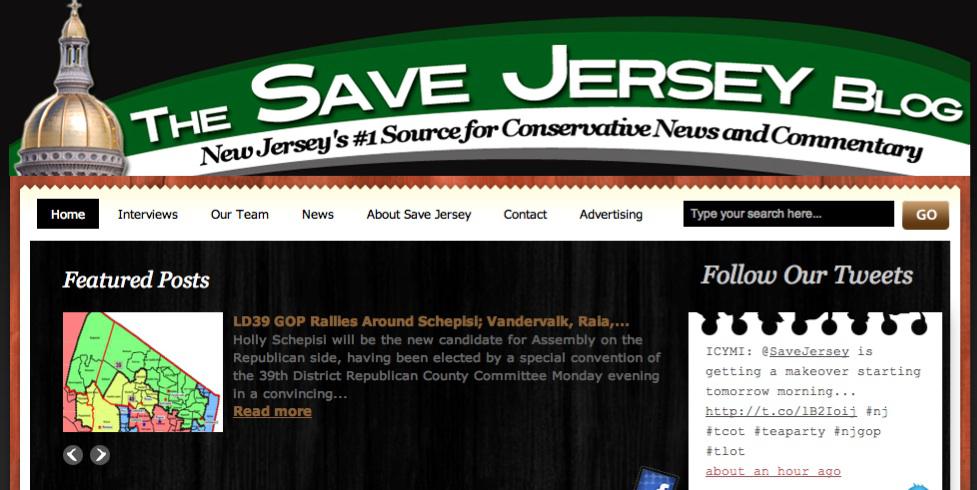 THE SAVE JERSEY BLOG
New Jersey's #1 Source for Conservative News and Commentary
Home Interviews Our Team News About Save Jersey Contact Advertising Type your search here... GO
Featured Posts
LD39 GOP Rallies Around Schepisi; Vandervalk, Raia,...
Holly Schepisi will be the new candidate for Assembly on the
Republican side, having been elected by a special convention of
the 39th District Republican County Committee Monday evening
in a convincing...
Read more
Follow Our Tweets
ICYMI: @SaveJersey is
getting a makeover starting
tomorrow morning...
http://t.co/lB2Ioij #nj
#tcot #teaparty #njgop
#tlot
about an hour ago